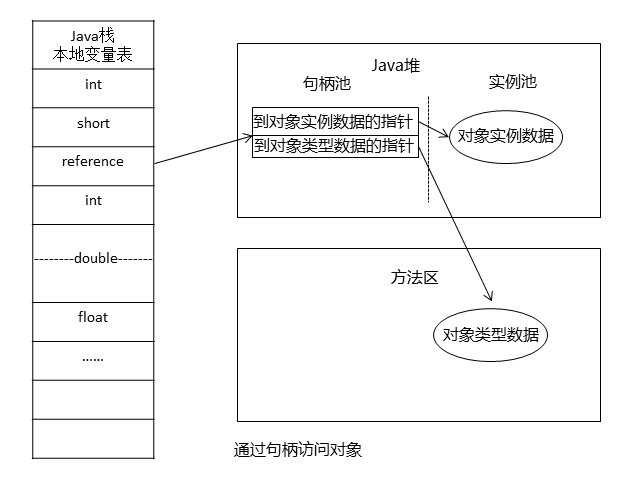 Java栈
本地变量表
int
short
reference
int
--------double-------
float
......
Java堆
句柄池
实例池
到对象实例数据的指针
到对象类型数据的指针
对象实例数据
方法区
对象类型数据
通过句柄访问对象